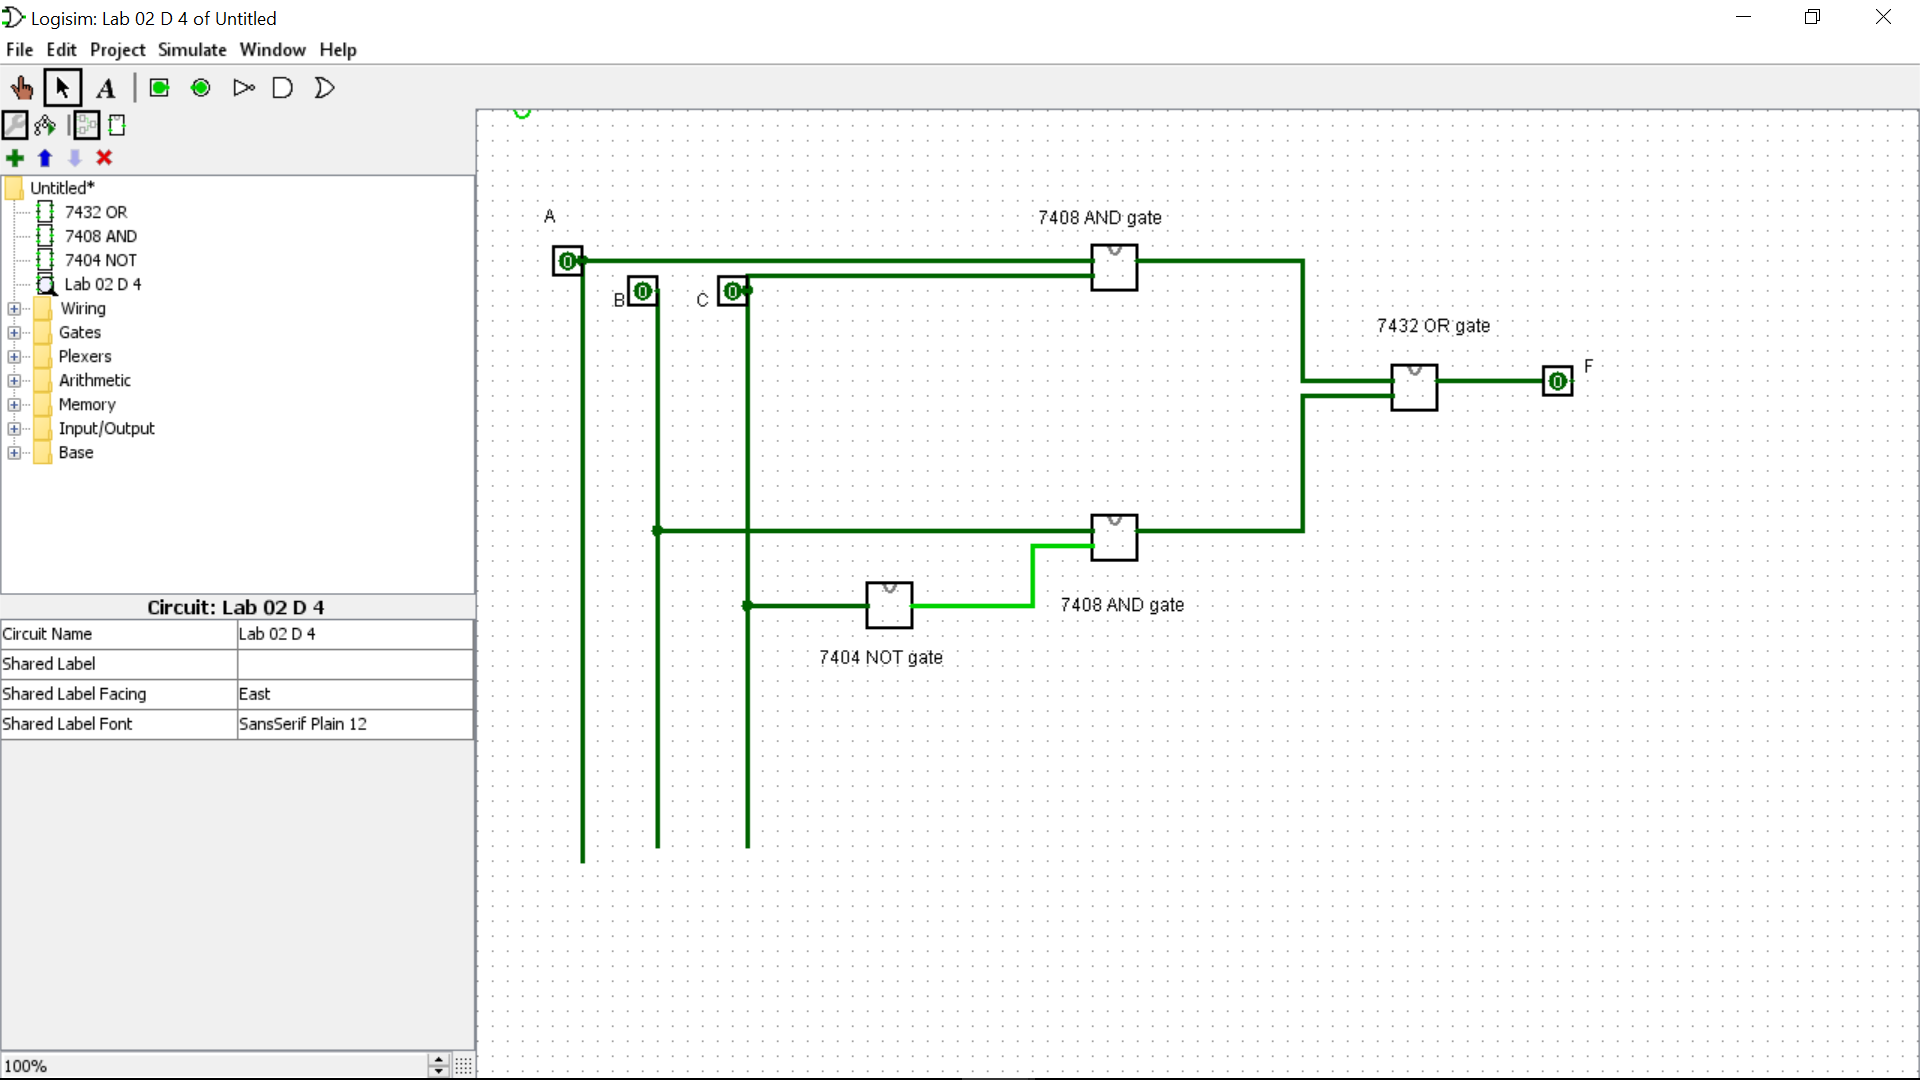 Logisim: Lab 02 D 4 of Untitled
File Edit Project Simulate Window Help
A
Untitled*
7432 OR
7408 AND
7404 NOT
Lab 02 D 4
Wiring
Gates
Plexers
Arithmetic
Memory
Input/Output
Base
Circuit: Lab 02 D 4
Circuit Name Lab 02 D 4
Shared Label
Shared Label Facing East
Shared Label Font SansSerif Plain 12
100%
A
7408 AND gate
0
B 0 C 0
7432 OR gate
F
0
7408 AND gate
7404 NOT gate